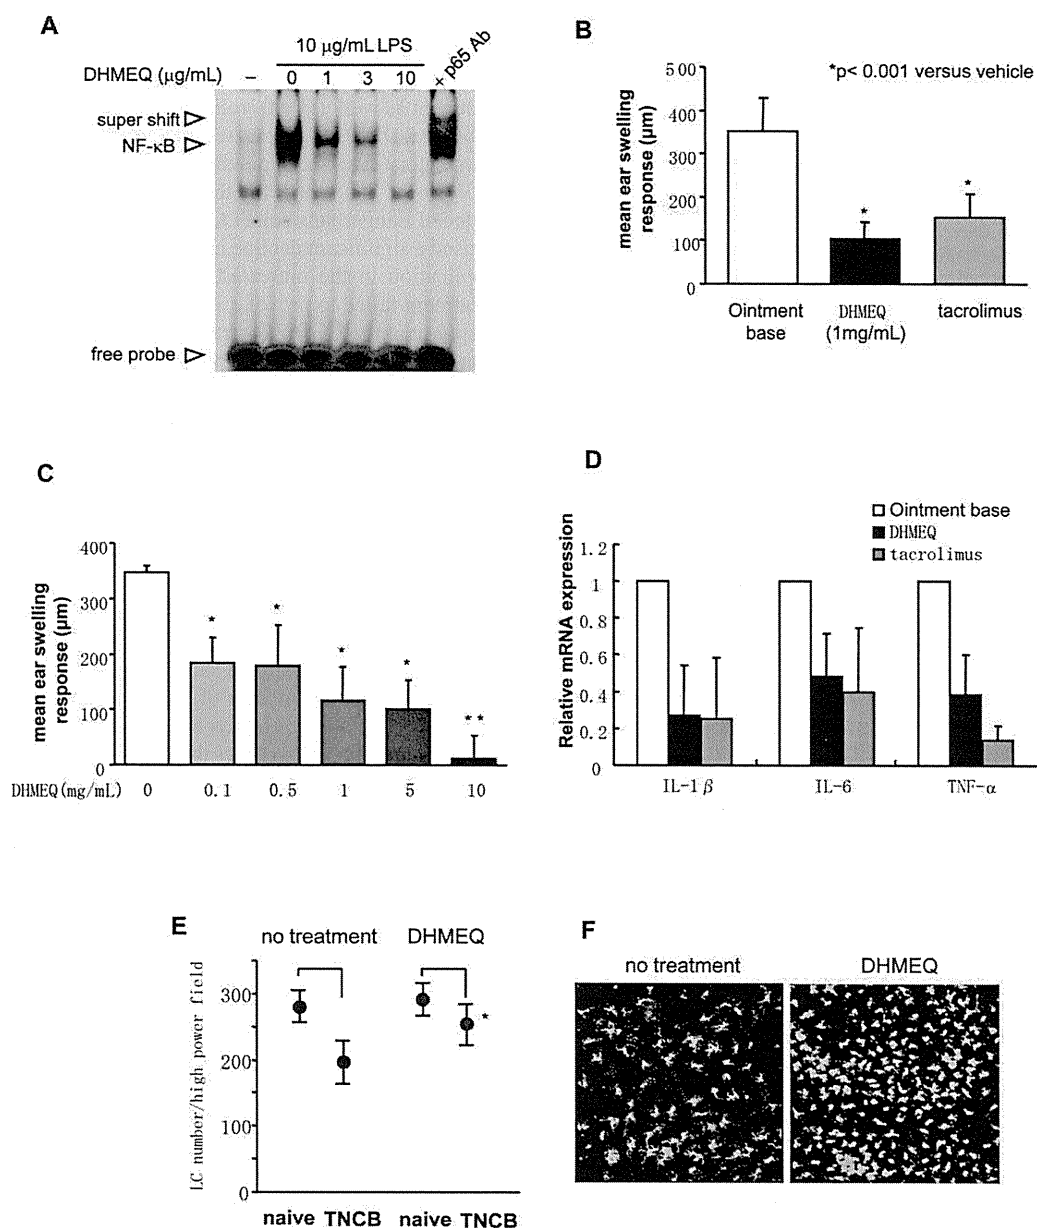 A
10 μg/mL LPS
DHMEQ (μg/mL) – 0 1 3 10 + p65 Ab
super shift
NF-κB
free probe
B
*p< 0.001 versus vehicle
mean ear swelling
response (μm)
500
400
300
200
100
0
*
*
Ointment
base
DHMEQ
(1mg/mL)
tacrolimus
C
mean ear swelling
response (μm)
400
300
200
100
0
*
*
*
*
**
DHMEQ(mg/mL) 0 0.1 0.5 1 5 10
D
Ointment base
DHMEQ
tacrolimus
Relative mRNA expression
1.2
1
0.8
0.6
0.4
0.2
0
IL-1β IL-6 TNF-α
E
no treatment DHMEQ
LC number/high power field
300
200
100
0
*
naive TNCB naive TNCB
F
no treatment DHMEQ